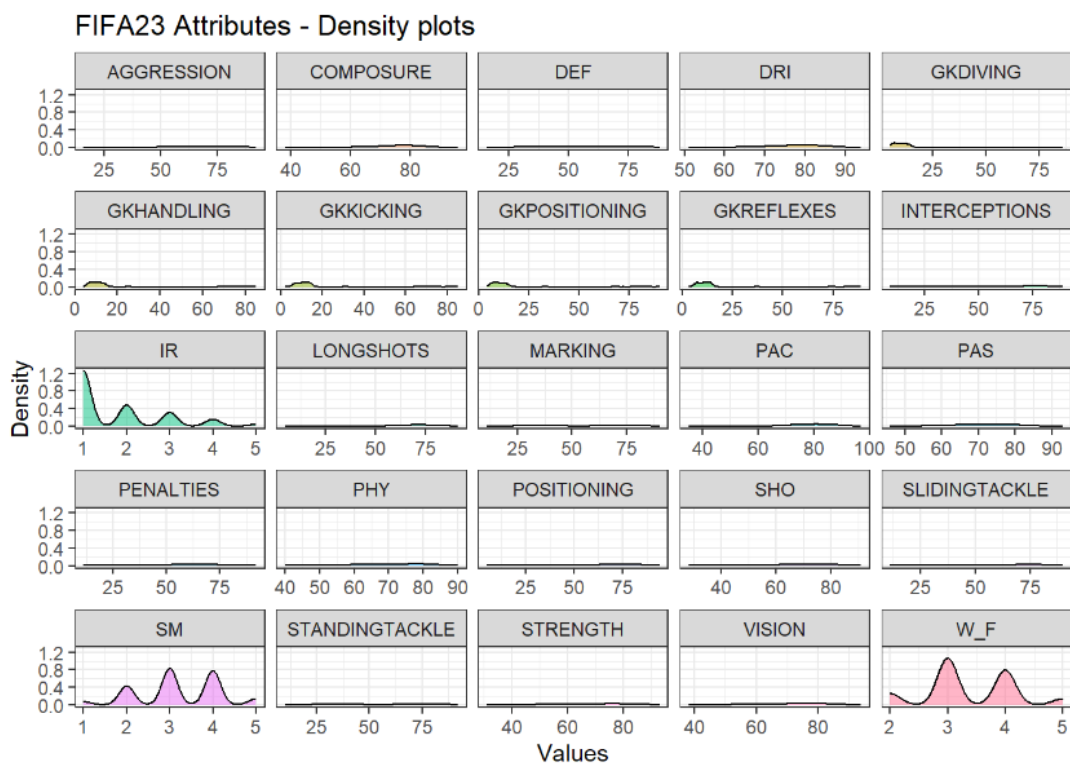 FIFA23 Attributes - Density plots
AGGRESSION COMPOSURE DEF DRI GKDIVING
1.2
0.8
0.4
0.0
25 50 75 40 60 80 25 50 75 50 60 70 80 90 25 50 75
GKHANDLING GKKICKING GKPOSITIONING GKREFLEXES INTERCEPTIONS
1.2
0.8
0.4
0.0
0 20 40 60 80 0 20 40 60 80 0 25 50 75 0 25 50 75 25 50 75
IR LONGSHOTS MARKING PAC PAS
1.2
0.8
0.4
0.0
1 2 3 4 5 25 50 75 25 50 75 40 60 80 100 50 60 70 80 90
Density
PENALTIES PHY POSITIONING SHO SLIDINGTACKLE
1.2
0.8
0.4
0.0
25 50 75 40 50 60 70 80 90 25 50 75 40 60 80 25 50 75
SM STANDINGTACKLE STRENGTH VISION W_F
1.2
0.8
0.4
0.0
1 2 3 4 5 25 50 75 40 60 80 40 60 80 2 3 4 5
Values